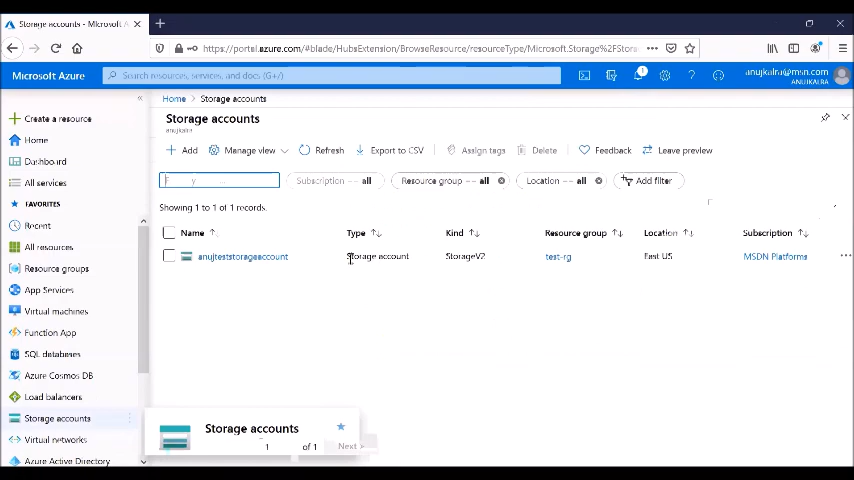 Storage accounts - Microsoft Az
https://portal.azure.com/#blade/HubsExtension/BrowseResource/resourceType/Microsoft.Storage%2FStora
Microsoft Azure
Search resources, services, and docs (G+/)
1
anujkalra@msn.com
ANUJKALRA
Create a resource
Home
Dashboard
All services
FAVORITES
Recent
All resources
Resource groups
App Services
Virtual machines
Function App
SQL databases
Azure Cosmos DB
Load balancers
Storage accounts
Virtual networks
Azure Active Directory
Home > Storage accounts
Storage accounts
anujkalra
Add Manage view Refresh Export to CSV Assign tags Delete Feedback Leave preview
Subscription == all Resource group == all Location == all Add filter
Showing 1 to 1 of 1 records.
Name Type Kind Resource group Location Subscription
anujteststorageaccount Storage account StorageV2 test-rg East US MSDN Platforms
Storage accounts
1 of 1 Next >